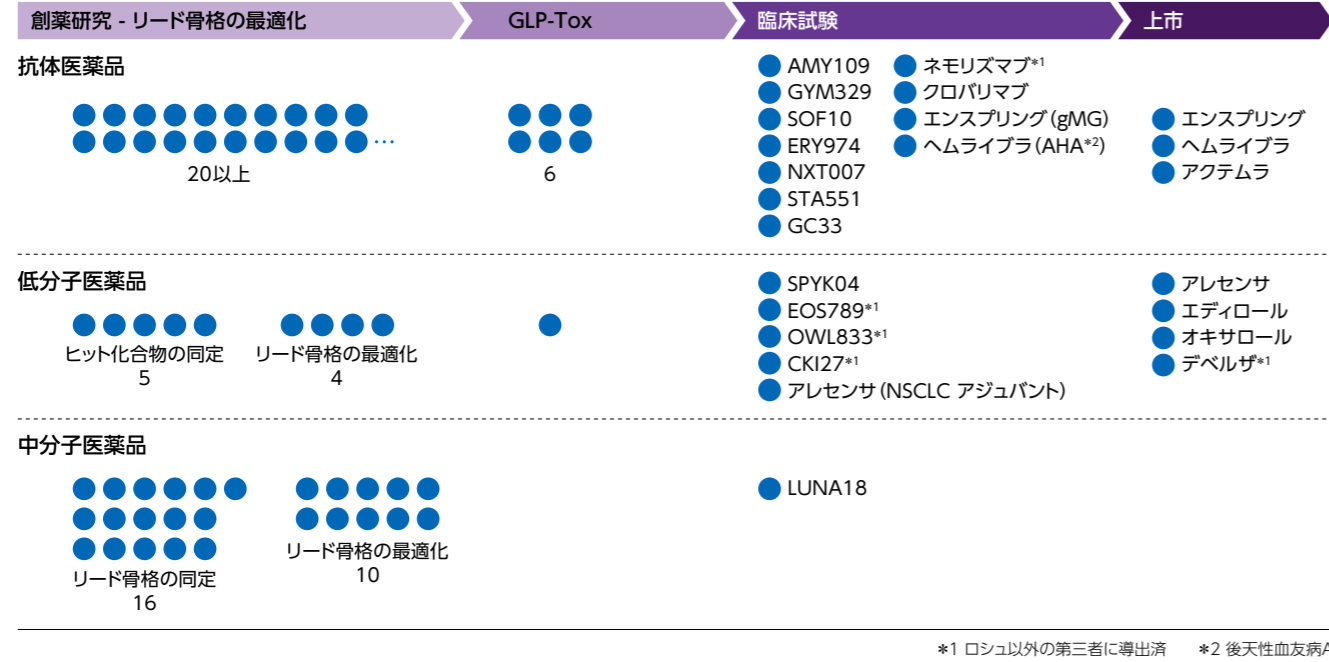 創薬研究 - リード骨格の最適化
GLP-Tox
臨床試験
上市
抗体医薬品
…
20以上
6
AMY109
GYM329
SOF10
ERY974
NXT007
STA551
GC33
ネモリズマブ*1
クロバリマブ
エンスプリング(gMG)
ヘムライブラ(AHA*2)
エンスプリング
ヘムライブラ
アクテムラ
低分子医薬品
ヒット化合物の同定
5
リード骨格の最適化
4
SPYK04
EOS789*1
OWL833*1
CKI27*1
アレセンサ(NSCLC アジュバント)
アレセンサ
エディロール
オキサロール
デベルザ*1
中分子医薬品
リード骨格の同定
16
リード骨格の最適化
10
LUNA18
*1 ロシュ以外の第三者に導出済 *2 後天性血友病A